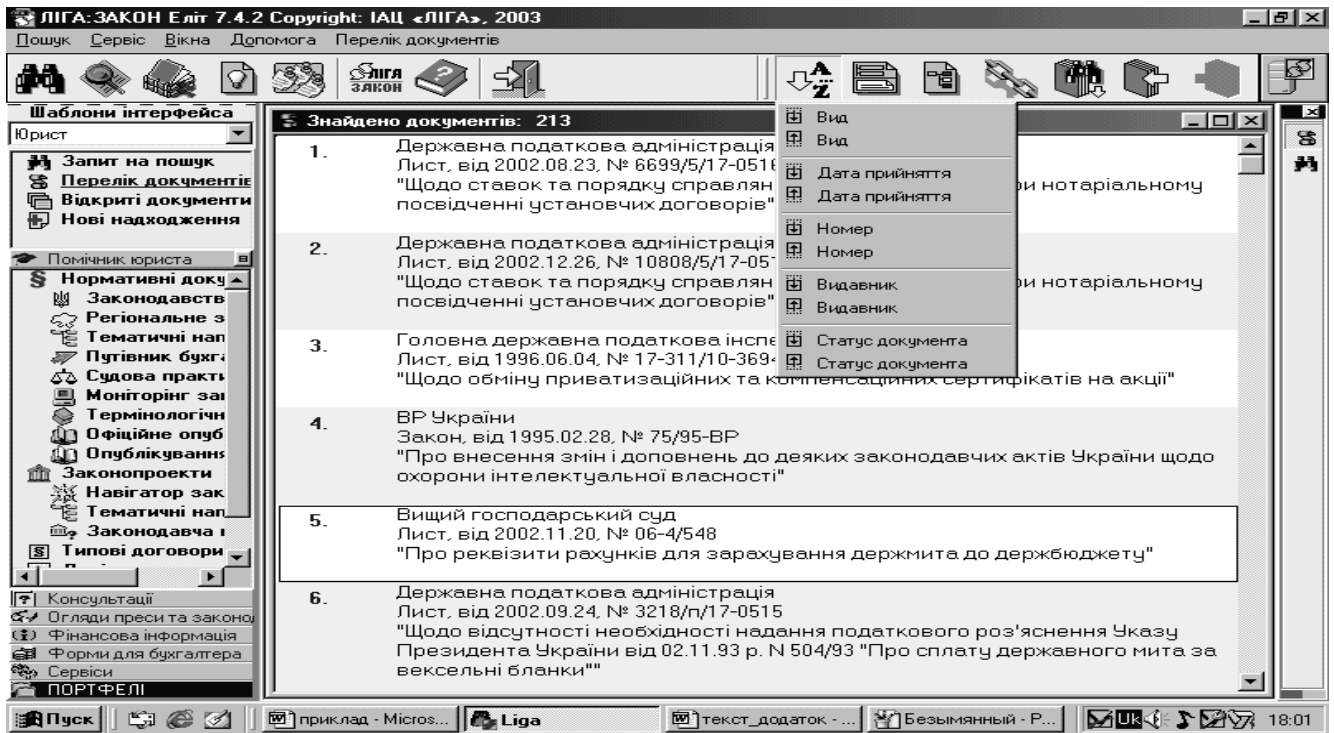 ЛІГА:ЗАКОН Еліт 7.4.2 Copyright: ІАЦ «ЛІГА», 2003
Пошук Сервіс Вікна Допомога Перелік документів
ЛІГА
ЗАКОН
Шаблони інтерфейса
Юрист
Запит на пошук
Перелік документів
Відкриті документи
Нові надходження
Помічник юриста
Нормативні доку
Законодавств
Регіональне з
Тематичні нап
Путівник бухга
Судова практи
Моніторинг за
Термінологічн
Офіційне опуб
Опублікування
Законопроекти
Навігатор зак
Тематичні нап
Законодавча
Типові договори
Консультації
Огляди преси та законо
Фінансова інформація
Форми для бухгалтера
Сервіси
ПОРТФЕЛІ
Знайдено документів: 213
1. Державна податкова адміністрація
Лист, від 2002.08.23, № 6699/5/17-0516
"Щодо ставок та порядку справлян ри нотаріальному
посвідченні установчих договорів"
2. Державна податкова адміністрація
Лист, від 2002.12.26, № 10808/5/17-05
"Щодо ставок та порядку справлян ри нотаріальному
посвідченні установчих договорів"
3. Головна державна податкова інспе
Лист, від 1996.06.04, № 17-311/10-369
"Щодо обміну приватизаційних та компенсаційних сертифікатів на акції"
4. ВР України
Закон, від 1995.02.28, № 75/95-ВР
"Про внесення змін і доповнень до деяких законодавчих актів України щодо
охорони інтелектуальної власності"
5. Вищий господарський суд
Лист, від 2002.11.20, № 06-4/548
"Про реквізити рахунків для зарахування держмита до держбюджету"
6. Державна податкова адміністрація
Лист, від 2002.09.24, № 3218/п/17-0515
"Щодо відсутності необхідності надання податкового роз'яснення Указу
Президента України від 02.11.93 р. N 504/93 "Про сплату державного мита за
вексельні бланки""
Вид
Вид
Дата прийняття
Дата прийняття
Номер
Номер
Видавник
Видавник
Статус документа
Статус документа
Пуск приклад - Micros... Liga текст_додаток - ... Безымянный - P... Uk 18:01